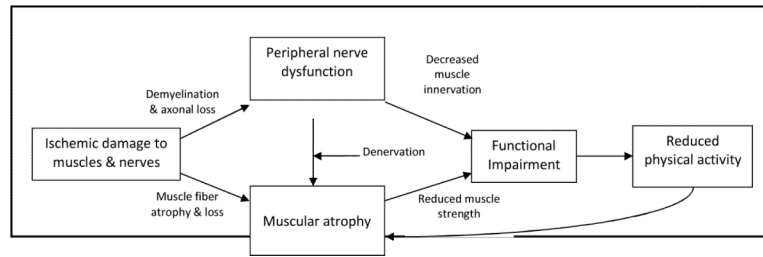 Peripheral nerve
dysfunction
Decreased
muscle
innervation
Demyelination
& axonal loss
Ischemic damage to
muscles & nerves
Denervation
Functional
Impairment
Reduced
physical activity
Muscle fiber
atrophy & loss
Muscular atrophy
Reduced muscle
strength